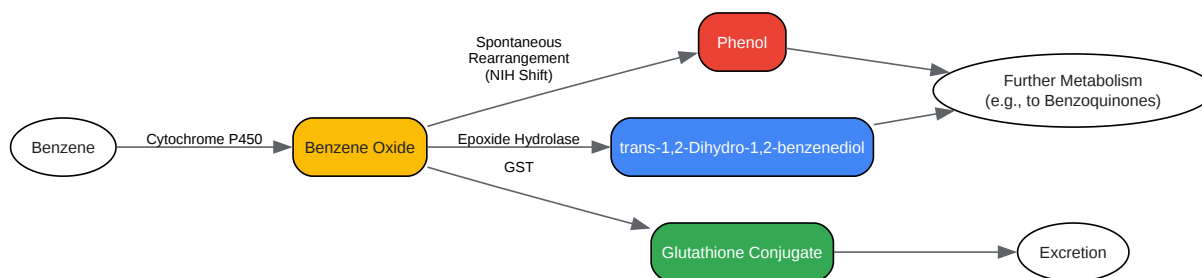 Spontaneous
Rearrangement
(NIH Shift)
Phenol
Further Metabolism
(e.g., to Benzoquinones)
Benzene
Cytochrome P450
Benzene Oxide
Epoxide Hydrolase
trans-1,2-Dihydro-1,2-benzenediol
GST
Glutathione Conjugate
Excretion